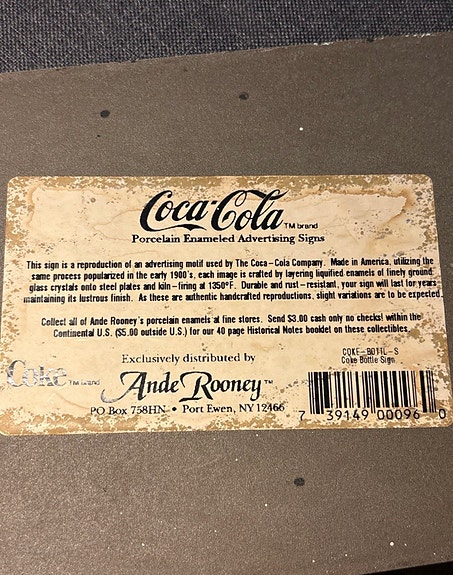 Coca-Cola TM brand
Porcelain Enameled Advertising Signs
This sign is a reproduction of an advertising motif used by The Coca-Cola Company. Made in America, utilizing the
same process popularized in the early 1900's, each image is crafted by layering liquified enamels of finely ground
glass crystals onto steel plates and kiln-firing at 1350°F. Durable and rust-resistant, your sign will last for years
maintaining its lustrous finish. As these are authentic handcrafted reproductions, slight variations are to be expected.
Collect all of Ande Rooney's porcelain enamels at fine stores. Send $3.00 cash only no checks! within the
Continental U.S. ($5.00 outside U.S.) for our 40 page Historical Notes booklet on these collectibles.
Exclusively distributed by
Coke TM brand
Ande Rooney TM
PO Box 758HN • Port Ewen, NY 12466
COKE-BOTTL-S
Coke Bottle Sign
7 39149 00096 0